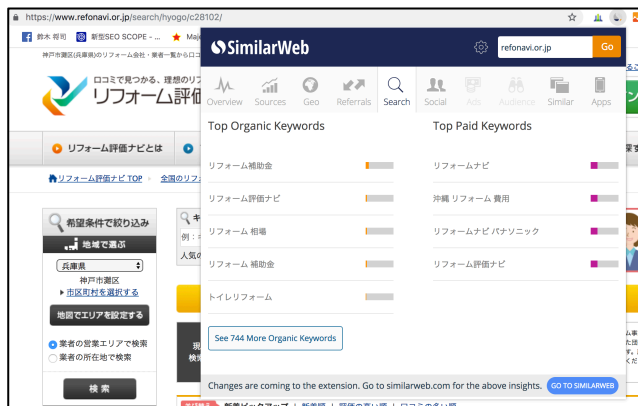 https://www.refonavi.or.jp/search/hyogo/c28102/
鈴木 将司 新型SEO SCOPE - ... Maj
神戸市灘区(兵庫県)のリフォーム会社・業者一覧から口コ
口コミで見つかる、理想のリフ
リフォーム評価
リフォーム評価ナビとは
リフォーム評価ナビ TOP
全国のリフ
希望条件で絞り込み
地域で選ぶ
兵庫県
神戸市灘区
市区町村を選択する
地図でエリアを設定する
業者の営業エリアで検索
業者の所在地で検索
検 索
キ
例:
人気の
現
検索
SimilarWeb
refonavi.or.jp
Go
Overview Sources Geo Referrals Search Social Ads Audience Similar Apps
Top Organic Keywords
リフォーム補助金
リフォーム評価ナビ
リフォーム 相場
リフォーム 補助金
トイレリフォーム
See 744 More Organic Keywords
Top Paid Keywords
リフォームナビ
沖縄 リフォーム 費用
リフォームナビ パナソニック
リフォーム評価ナビ
Changes are coming to the extension. Go to similarweb.com for the above insights.
GO TO SIMILARWEB